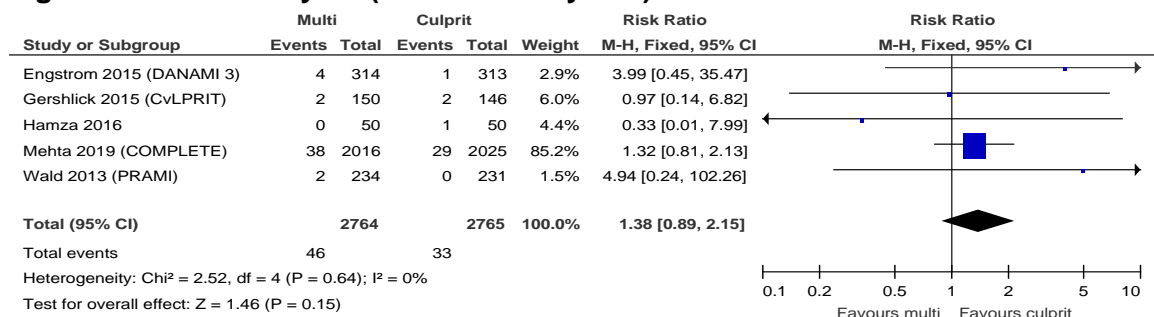 Multi Culprit Risk Ratio Risk Ratio
Study or Subgroup Events Total Events Total Weight M-H, Fixed, 95% CI M-H, Fixed, 95% CI
Engstrom 2015 (DANAMI 3) 4 314 1 313 2.9% 3.99 [0.45, 35.47]
Gershlick 2015 (CvLPRIT) 2 150 2 146 6.0% 0.97 [0.14, 6.82]
Hamza 2016 0 50 1 50 4.4% 0.33 [0.01, 7.99]
Mehta 2019 (COMPLETE) 38 2016 29 2025 85.2% 1.32 [0.81, 2.13]
Wald 2013 (PRAMI) 2 234 0 231 1.5% 4.94 [0.24, 102.26]
Total (95% CI) 2764 2765 100.0% 1.38 [0.89, 2.15]
Total events 46 33
Heterogeneity: Chi² = 2.52, df = 4 (P = 0.64); I² = 0%
Test for overall effect: Z = 1.46 (P = 0.15)
0.1 0.2 0.5 1 2 5 10
Favours multi Favours culprit